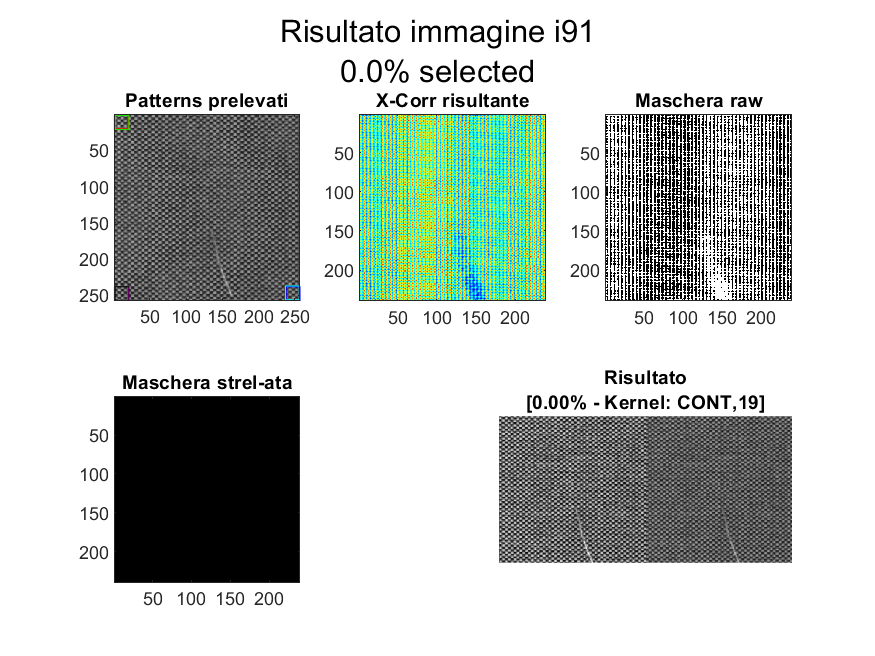 Risultato immagine i91
0.0% selected
Patterns prelevati
50
100
150
200
250
50 100 150 200 250
X-Corr risultante
50
100
150
200
50 100 150 200
Maschera raw
50
100
150
200
50 100 150 200
Maschera strel-ata
50
100
150
200
50 100 150 200
Risultato
[0.00% - Kernel: CONT,19]